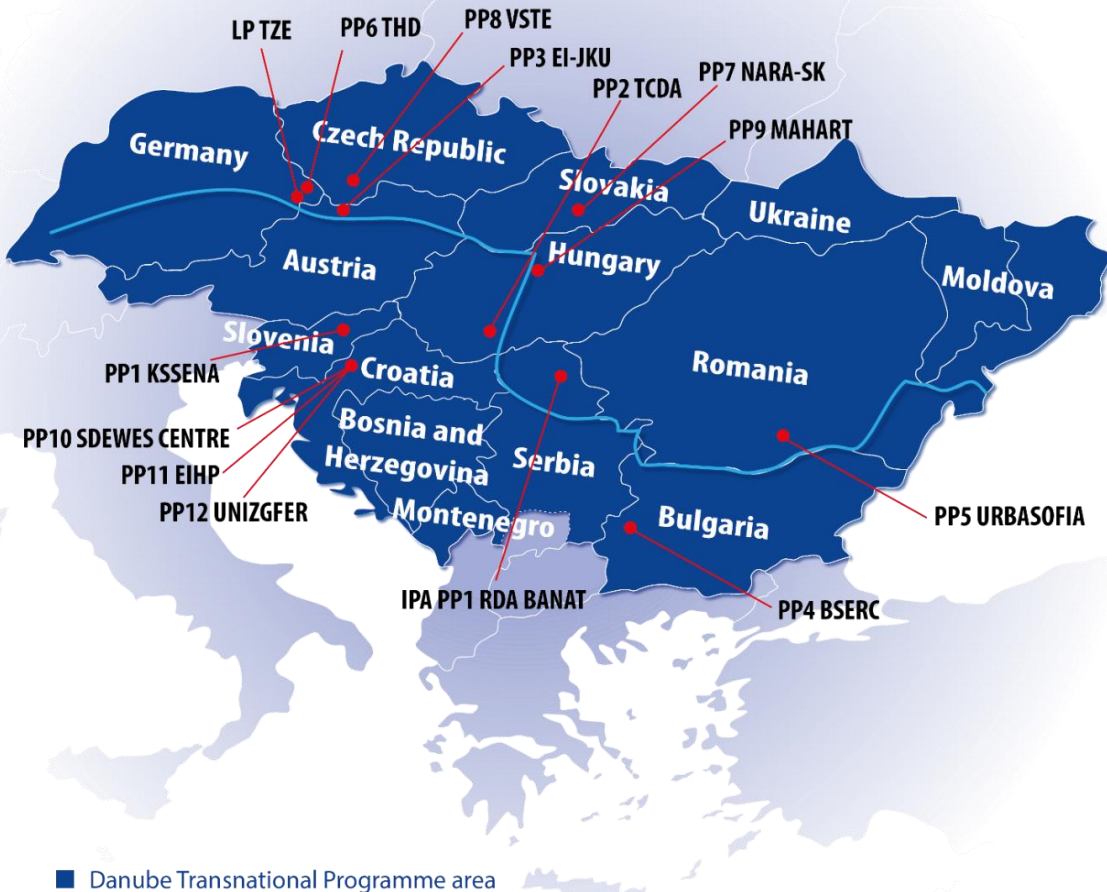 LP TZE
PP6 THD
PP8 VSTE
PP3 EI-JKU
PP2 TCDA
PP7 NARA-SK
PP9 MAHART
Germany
Czech Republic
Slovakia
Ukraine
Austria
Hungary
Moldova
Slovenia
PP1 KSSENA
Croatia
Romania
PP10 SDEWES CENTRE
PP11 EIHP
PP12 UNIZGFER
Bosnia and
Herzegovina
Serbia
Montenegro
Bulgaria
PP5 URBASOFIA
IPA PP1 RDA BANAT
PP4 BSERC
Danube Transnational Programme area